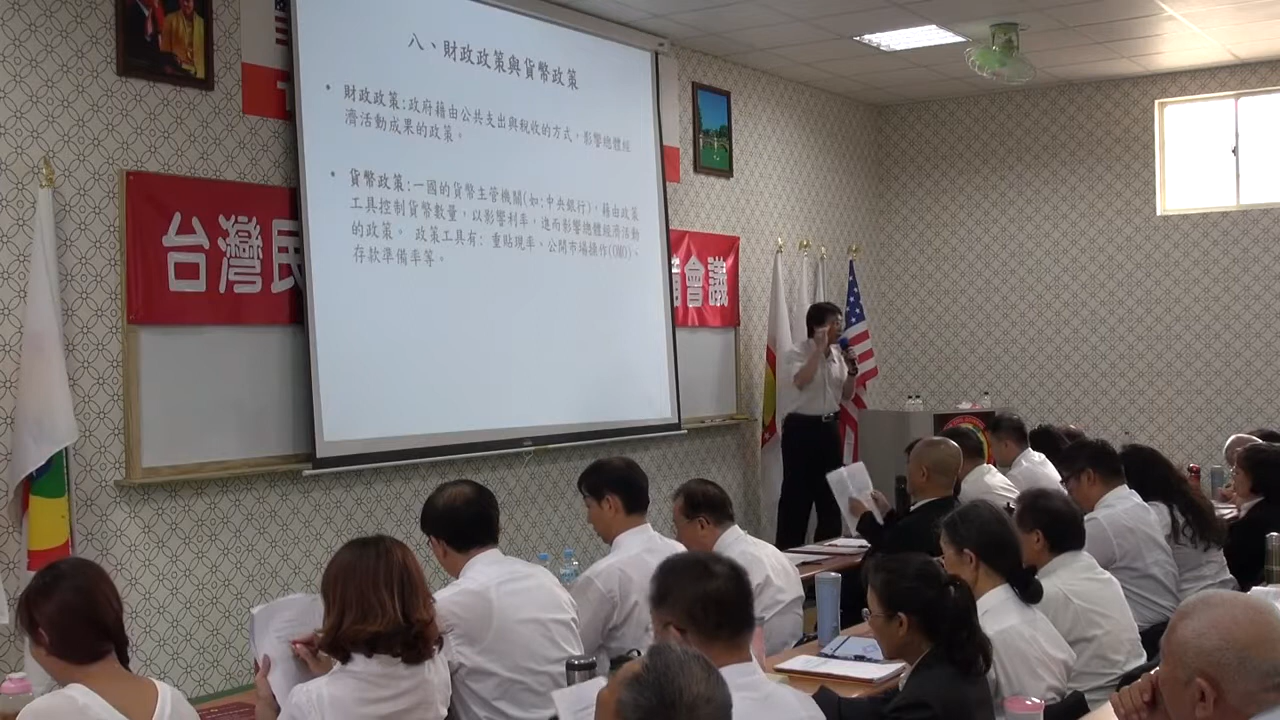 八、財政政策與貨幣政策
• 財政政策:政府藉由公共支出與稅收的方式,影響總體經
濟活動成果的政策。
• 貨幣政策:一國的貨幣主管機關(如:中央銀行),藉由政策
工具控制貨幣數量,以影響利率,進而影響總體經濟活動
的政策。 政策工具有: 重貼現率、公開市場操作(OMO)、
存款準備率等。
台灣民
會議